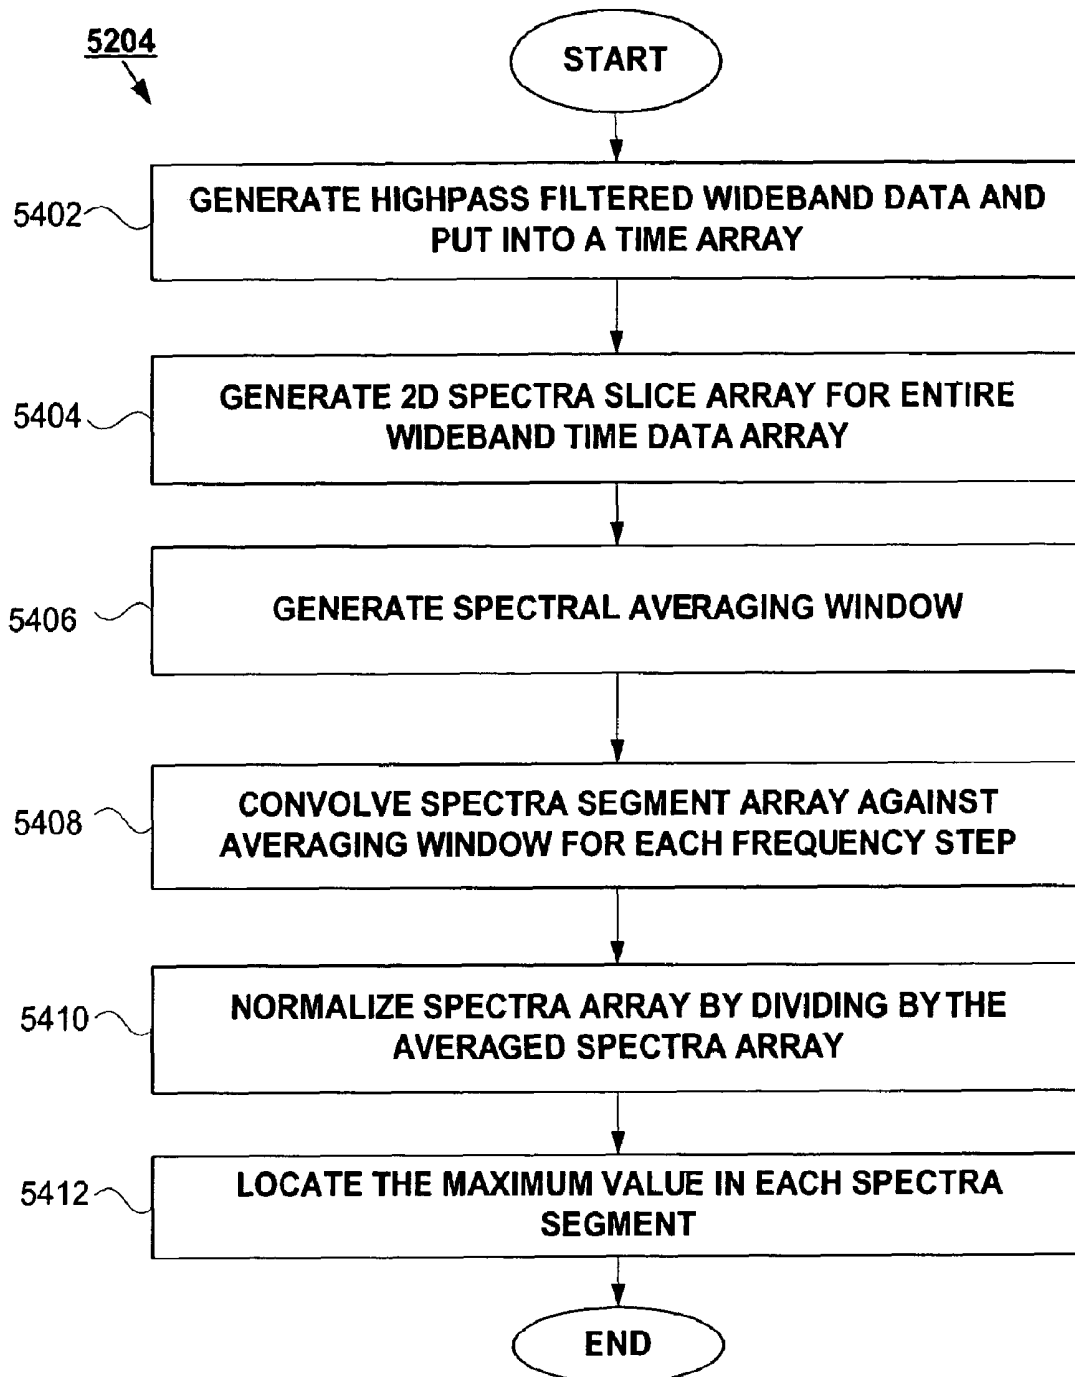 5204
START
5402
GENERATE HIGHPASS FILTERED WIDEBAND DATA AND
PUT INTO A TIME ARRAY
5404
GENERATE 2D SPECTRA SLICE ARRAY FOR ENTIRE
WIDEBAND TIME DATA ARRAY
5406
GENERATE SPECTRAL AVERAGING WINDOW
5408
CONVOLVE SPECTRA SEGMENT ARRAY AGAINST
AVERAGING WINDOW FOR EACH FREQUENCY STEP
5410
NORMALIZE SPECTRA ARRAY BY DIVIDING BY THE
AVERAGED SPECTRA ARRAY
5412
LOCATE THE MAXIMUM VALUE IN EACH SPECTRA
SEGMENT
END